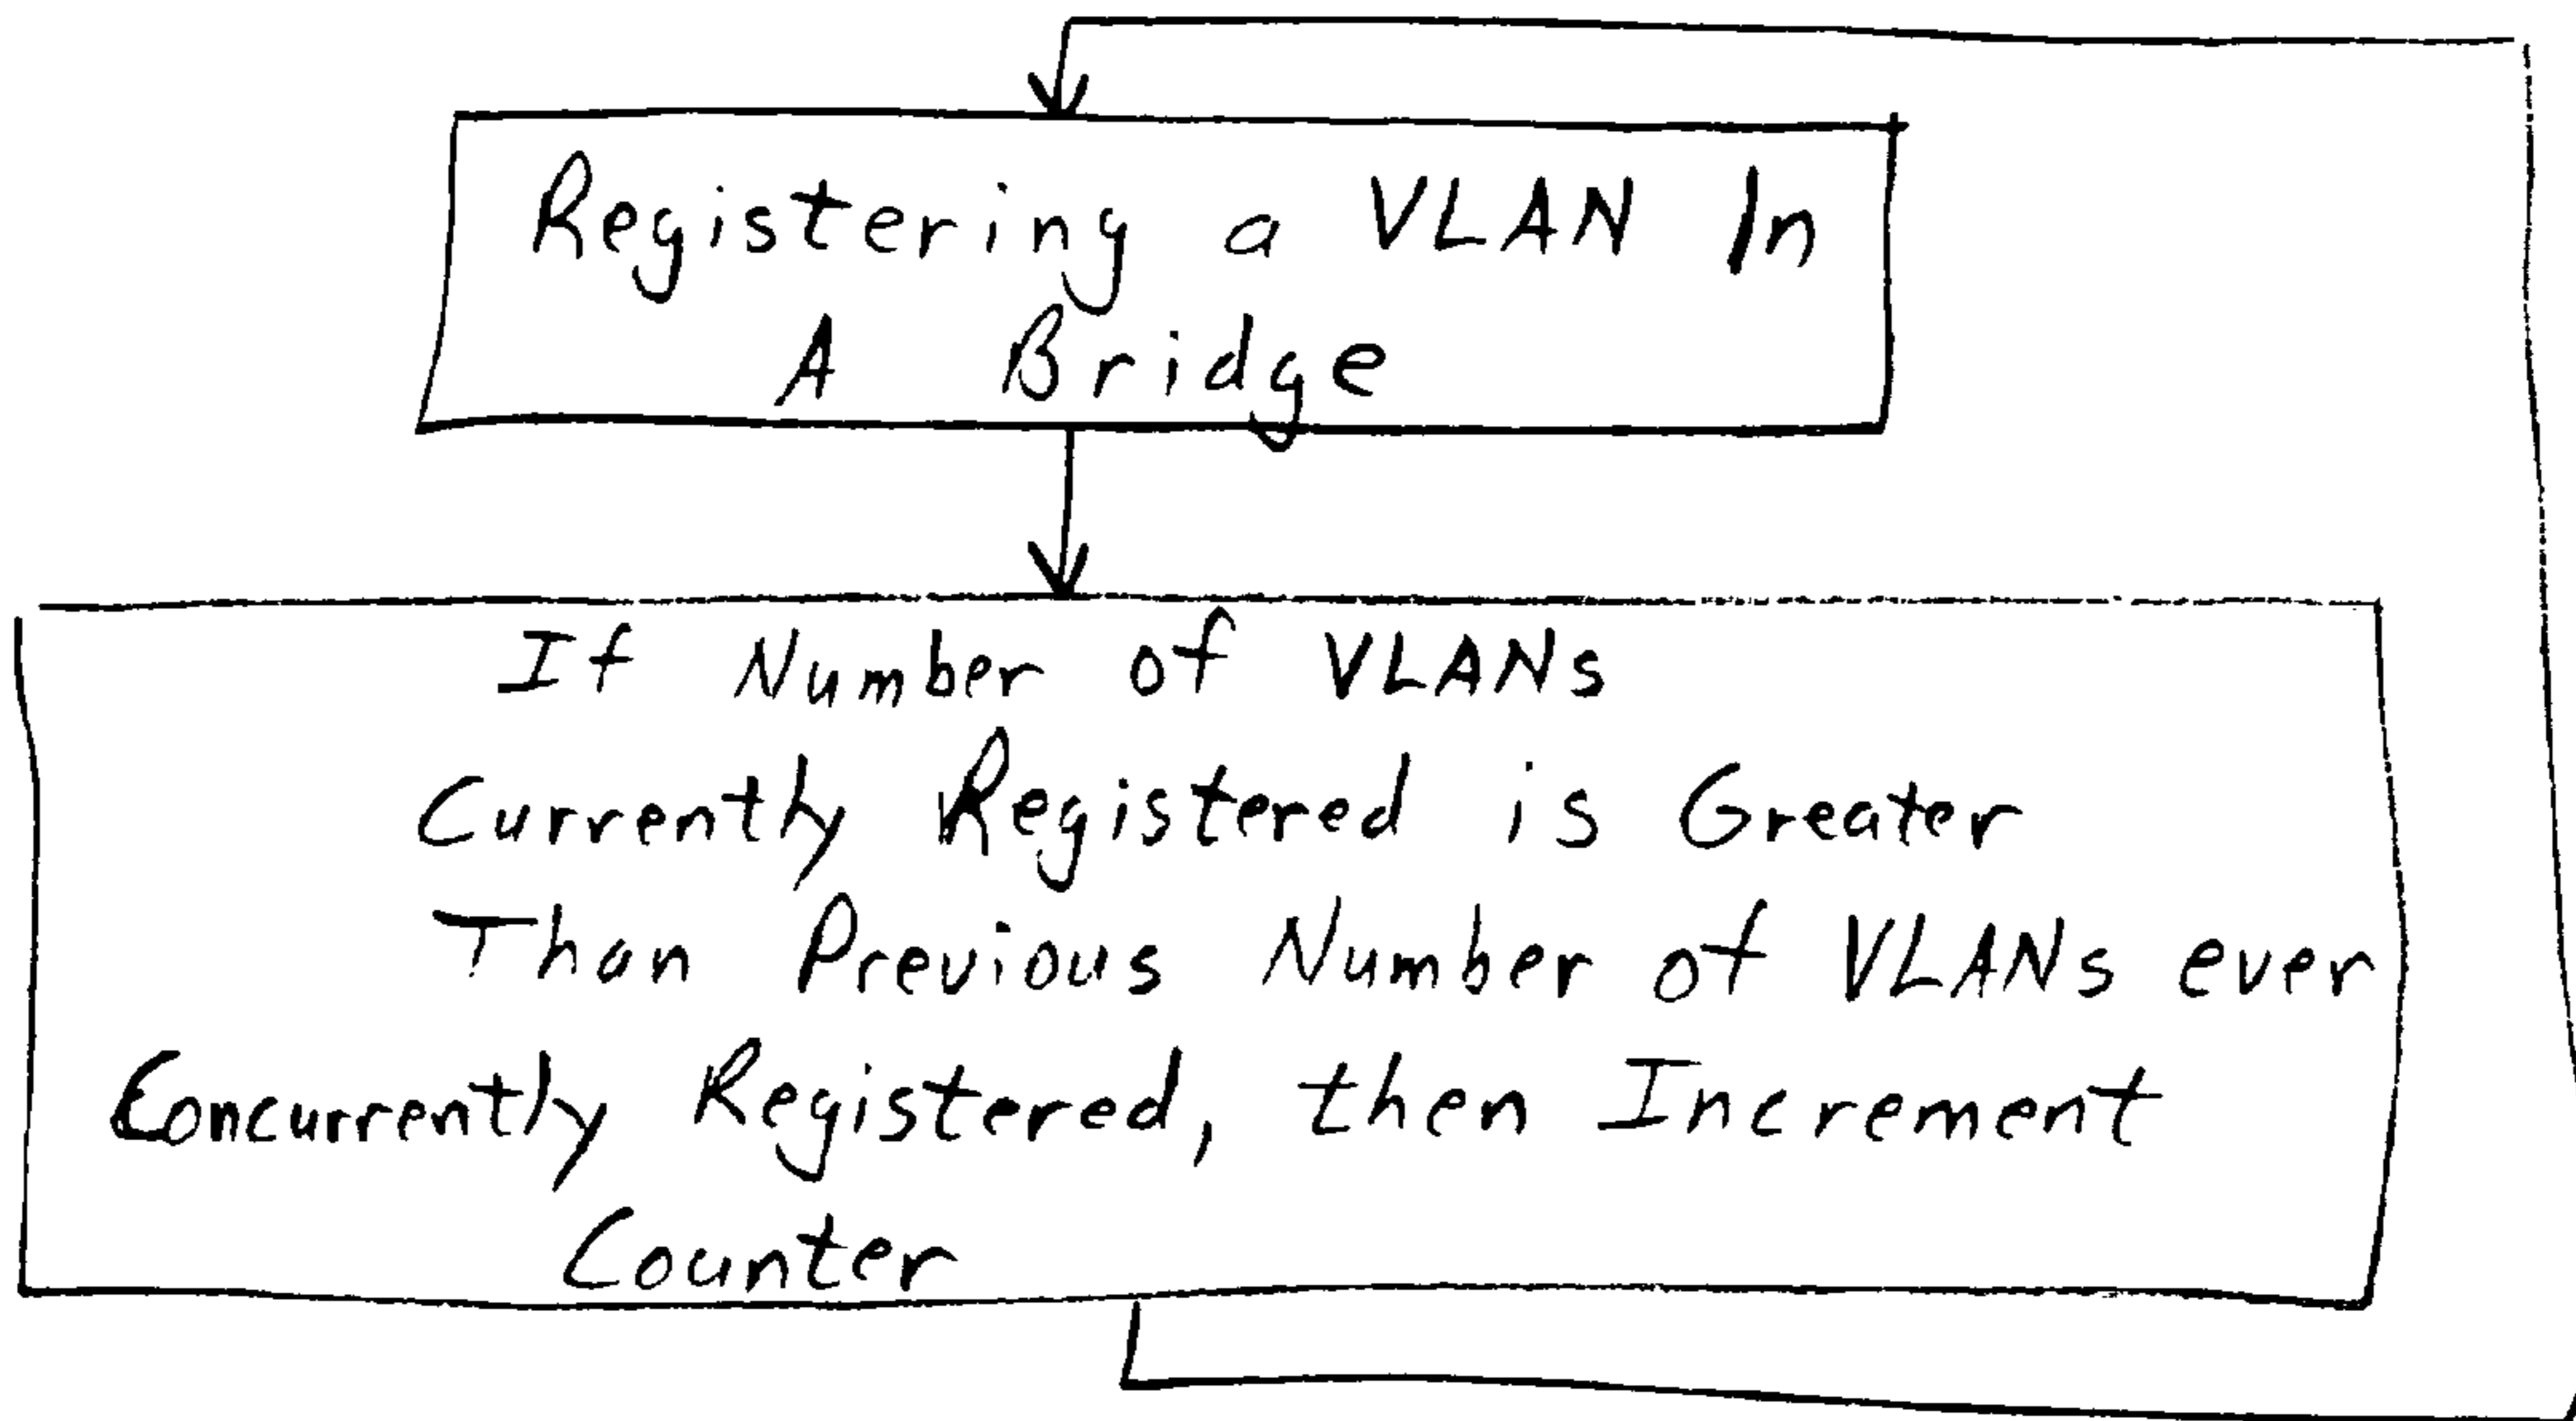 Registering a VLAN In
A Bridge
If Number of VLANs
Currently Registered is Greater
Than Previous Number of VLANs ever
Concurrently Registered, then Increment
Counter